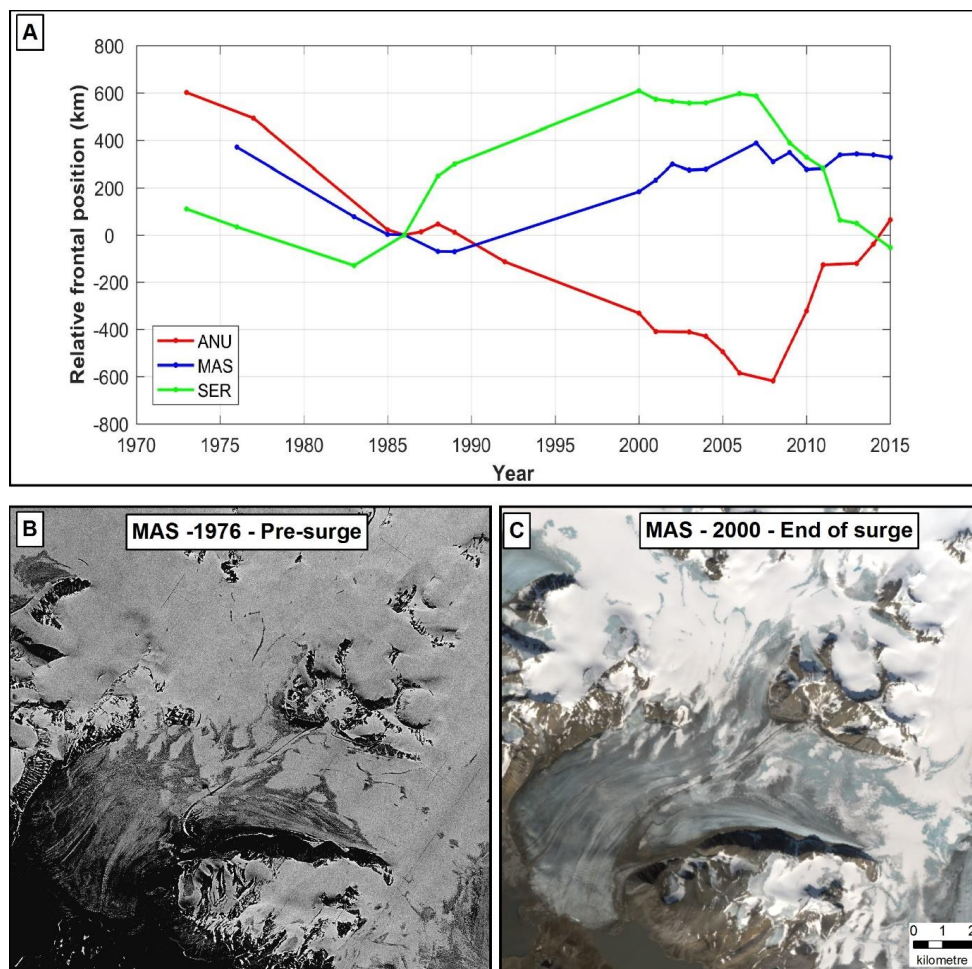 A
Relative frontal position (km)
800
600
400
200
0
-200
-400
-600
-800
ANU
MAS
SER
1970 1975 1980 1985 1990 1995 2000 2005 2010 2015
Year
B
MAS -1976 - Pre-surge
C
MAS - 2000 - End of surge
0 1 2
kilometre